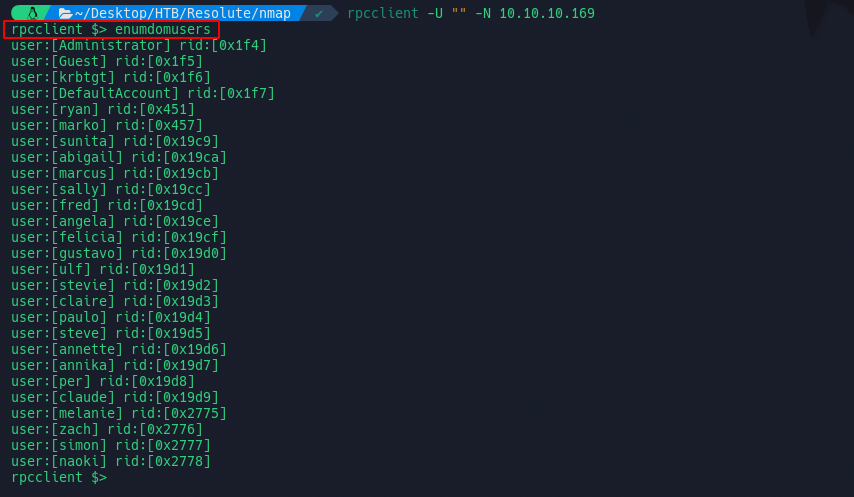 ~/Desktop/HTB/Resolute/nmap ✔ rpcclient -U "" -N 10.10.10.169
rpcclient $> enumdomusers
user:[Administrator] rid:[0x1f4]
user:[Guest] rid:[0x1f5]
user:[krbtgt] rid:[0x1f6]
user:[DefaultAccount] rid:[0x1f7]
user:[ryan] rid:[0x451]
user:[marko] rid:[0x457]
user:[sunita] rid:[0x19c9]
user:[abigail] rid:[0x19ca]
user:[marcus] rid:[0x19cb]
user:[sally] rid:[0x19cc]
user:[fred] rid:[0x19cd]
user:[angela] rid:[0x19ce]
user:[felicia] rid:[0x19cf]
user:[gustavo] rid:[0x19d0]
user:[ulf] rid:[0x19d1]
user:[stevie] rid:[0x19d2]
user:[claire] rid:[0x19d3]
user:[paulo] rid:[0x19d4]
user:[steve] rid:[0x19d5]
user:[annette] rid:[0x19d6]
user:[annika] rid:[0x19d7]
user:[per] rid:[0x19d8]
user:[claude] rid:[0x19d9]
user:[melanie] rid:[0x2775]
user:[zach] rid:[0x2776]
user:[simon] rid:[0x2777]
user:[naoki] rid:[0x2778]
rpcclient $>